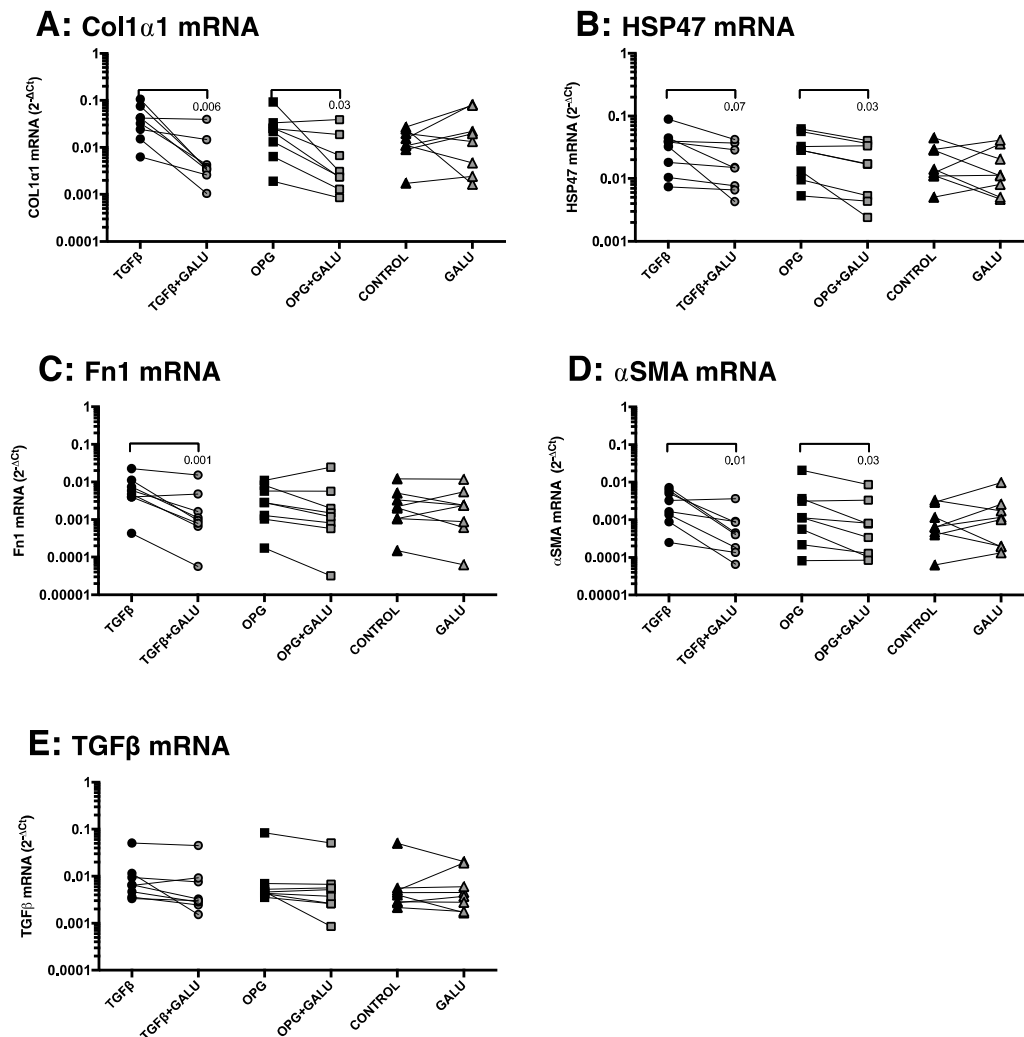 A: Col1α1 mRNA
COL1α1 mRNA (2^-ΔCt)
1
0.1
0.01
0.001
0.0001
0.006
0.03
TGFβ
TGFβ+GALU
OPG
OPG+GALU
CONTROL
GALU
B: HSP47 mRNA
HSP47 mRNA (2^-ΔCt)
1
0.1
0.01
0.001
0.07
0.03
TGFβ
TGFβ+GALU
OPG
OPG+GALU
CONTROL
GALU
C: Fn1 mRNA
Fn1 mRNA (2^-ΔCt)
1
0.1
0.01
0.001
0.0001
0.00001
0.001
TGFβ
TGFβ+GALU
OPG
OPG+GALU
CONTROL
GALU
D: αSMA mRNA
αSMA mRNA (2^-ΔCt)
1
0.1
0.01
0.001
0.0001
0.00001
0.01
0.03
TGFβ
TGFβ+GALU
OPG
OPG+GALU
CONTROL
GALU
E: TGFβ mRNA
TGFβ mRNA (2^-ΔCt)
1
0.1
0.01
0.001
0.0001
TGFβ
TGFβ+GALU
OPG
OPG+GALU
CONTROL
GALU